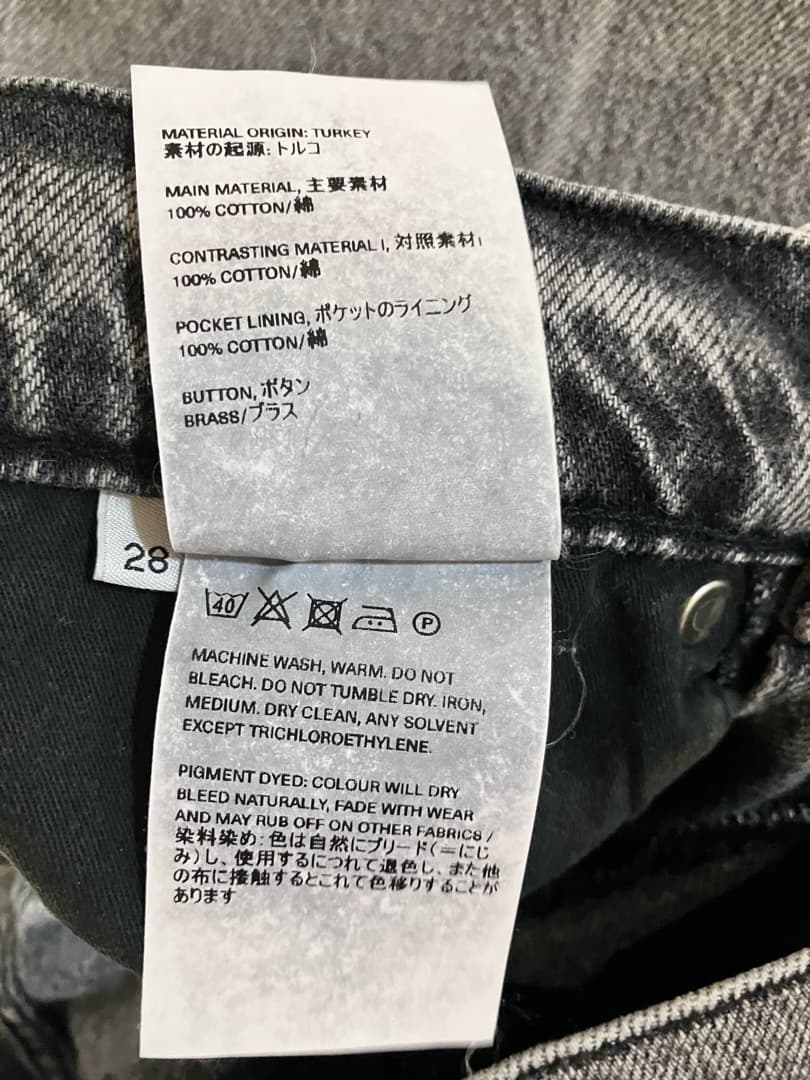 MATERIAL ORIGIN: TURKEY
素材の起源: トルコ
MAIN MATERIAL, 主要素材
100% COTTON/綿
CONTRASTING MATERIAL I, 対照素材I
100% COTTON/綿
POCKET LINING, ポケットのライニング
100% COTTON/綿
BUTTON, ボタン
BRASS/ブラス
28
40
P
MACHINE WASH, WARM. DO NOT
BLEACH. DO NOT TUMBLE DRY. IRON,
MEDIUM. DRY CLEAN, ANY SOLVENT
EXCEPT TRICHLOROETHYLENE.
PIGMENT DYED: COLOUR WILL DRY
BLEED NATURALLY, FADE WITH WEAR
AND MAY RUB OFF ON OTHER FABRICS /
染料染め: 色は自然にブリード(=にじ
み)し、使用するにつれて退色し、また他
の布に接触するとこれて色移りすることが
あります